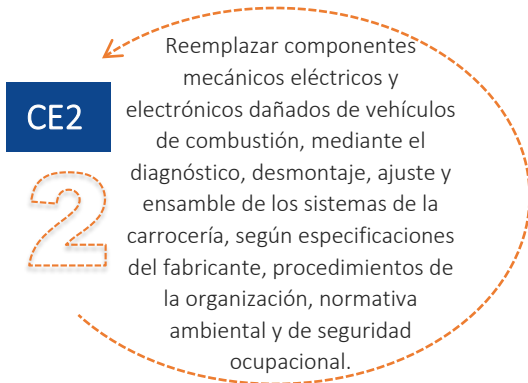 CE2
2
Reemplazar componentes
mecánicos eléctricos y
electrónicos dañados de vehículos
de combustión, mediante el
diagnóstico, desmontaje, ajuste y
ensamble de los sistemas de la
carrocería, según especificaciones
del fabricante, procedimientos de
la organización, normativa
ambiental y de seguridad
ocupacional.